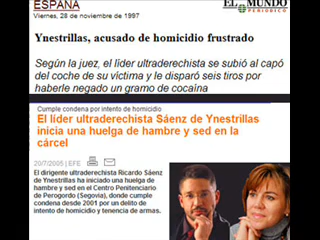 ESPAÑA
EL MUNDO
PERIODICO
Viernes, 28 de noviembre de 1997
Ynestrillas, acusado de homicidio frustrado
Según la juez, el líder ultraderechista se subió al capó
del coche de su víctima y le disparó seis tiros por
haberle negado un gramo de cocaína
Cumple condena por intento de homicidio
El líder ultraderechista Sáenz de Ynestrillas
inicia una huelga de hambre y sed en la
cárcel
20/7/2005 | EFE
El dirigente ultraderechista Ricardo Sáenz
de Ynestrillas ha iniciado una huelga de
hambre y sed en el Centro Penitenciario
de Perogordo (Segovia), donde cumple
condena desde 2001 por un delito de
intento de homicidio y tenencia de armas.